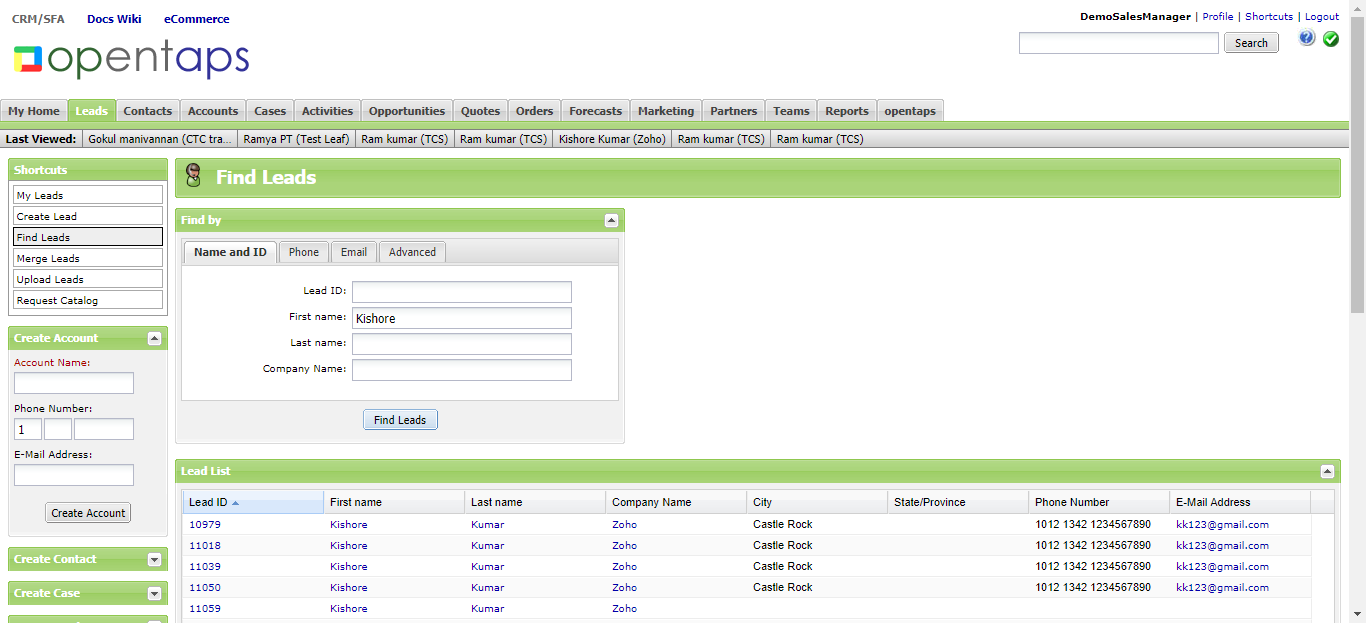 CRM/SFA Docs Wiki eCommerce
DemoSalesManager | Profile | Shortcuts | Logout
opentaps
Search
?
My Home Leads Contacts Accounts Cases Activities Opportunities Quotes Orders Forecasts Marketing Partners Teams Reports opentaps
Last Viewed: Gokul manivannan (CTC tra... Ramya PT (Test Leaf) Ram kumar (TCS) Ram kumar (TCS) Kishore Kumar (Zoho) Ram kumar (TCS) Ram kumar (TCS)
Shortcuts
My Leads
Create Lead
Find Leads
Merge Leads
Upload Leads
Request Catalog
Create Account
Account Name:
Phone Number:
1
E-Mail Address:
Create Account
Create Contact
Create Case
Find Leads
Find by
Name and ID Phone Email Advanced
Lead ID:
First name: Kishore
Last name:
Company Name:
Find Leads
Lead List
Lead ID First name Last name Company Name City State/Province Phone Number E-Mail Address
10979 Kishore Kumar Zoho Castle Rock 1012 1342 1234567890 kk123@gmail.com
11018 Kishore Kumar Zoho Castle Rock 1012 1342 1234567890 kk123@gmail.com
11039 Kishore Kumar Zoho Castle Rock 1012 1342 1234567890 kk123@gmail.com
11050 Kishore Kumar Zoho Castle Rock 1012 1342 1234567890 kk123@gmail.com
11059 Kishore Kumar Zoho